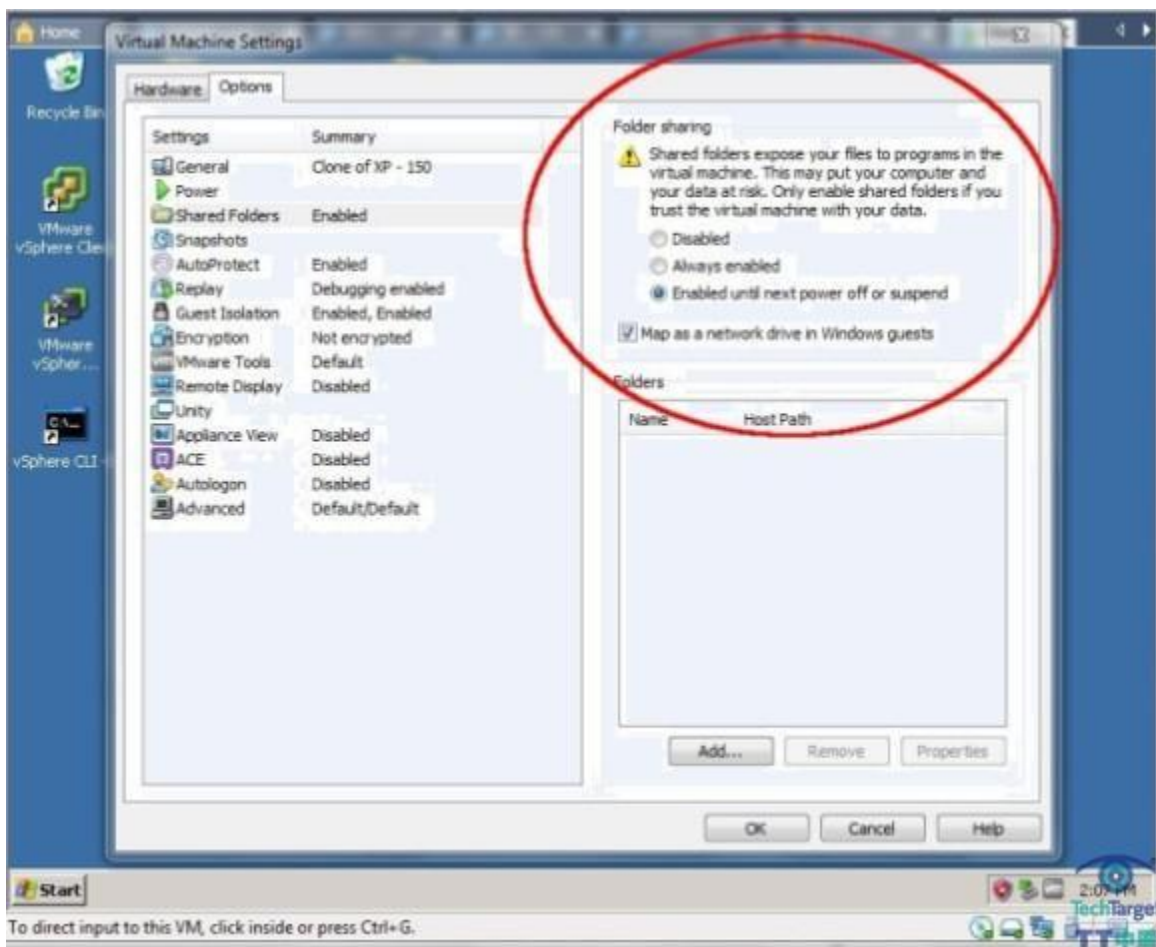 Home
Virtual Machine Settings
Recycle Bin
Hardware Options
Settings Summary
General Clone of XP - 150
Power
Shared Folders Enabled
Snapshots
AutoProtect Enabled
Replay Debugging enabled
Guest Isolation Enabled, Enabled
Encryption Not encrypted
VMware Tools Default
Remote Display Disabled
Unity
Appliance View Disabled
ACE Disabled
Autologon Disabled
Advanced Default/Default
VMware
vSphere Clie
VMware
vSpher...
vSphere CLI
Folder sharing
Shared folders expose your files to programs in the
virtual machine. This may put your computer and
your data at risk. Only enable shared folders if you
trust the virtual machine with your data.
Disabled
Always enabled
Enabled until next power off or suspend
Map as a network drive in Windows guests
Folders
Name Host Path
Add... Remove Properties
OK Cancel Help
Start
2:07 PM
TechTarget
To direct input to this VM, click inside or press Ctrl+G.